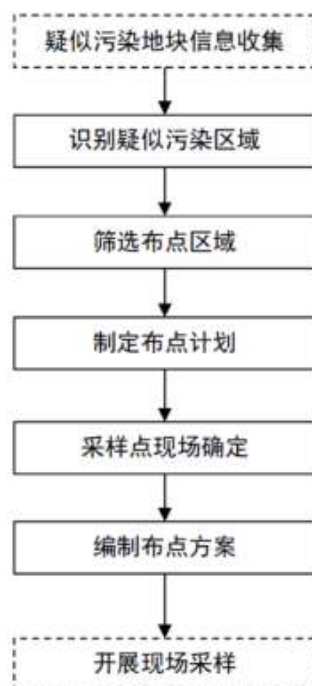 疑似污染地块信息收集
识别疑似污染区域
筛选布点区域
制定布点计划
采样点现场确定
编制布点方案
开展现场采样